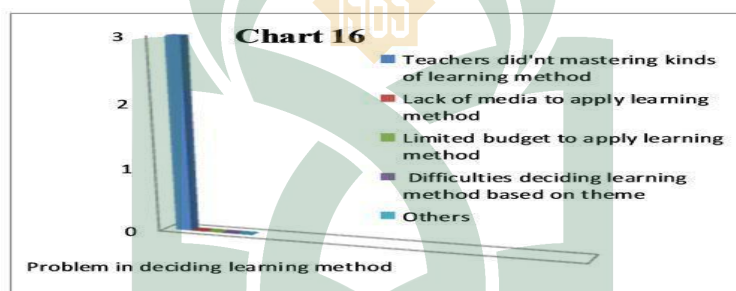 Chart 16
3
2
1
0
Teachers did'nt mastering kinds
of learning method
Lack of media to apply learning
method
Limited budget to apply learning
method
Difficulties deciding learning
method based on theme
Others
Problem in deciding learning method